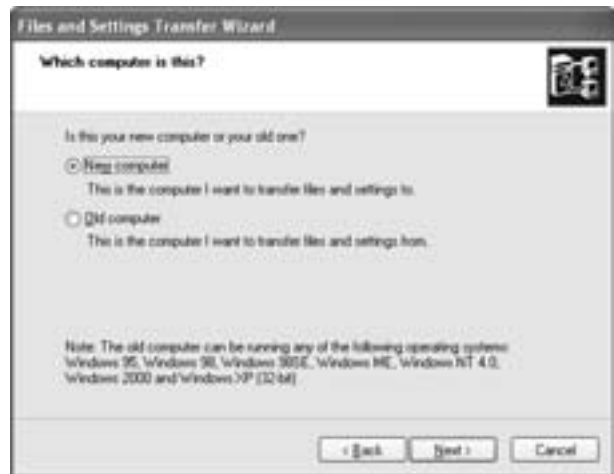 Files and Settings Transfer Wizard
Which computer is this?
Is this your new computer or your old one?
New computer
This is the computer I want to transfer files and settings to.
Old computer
This is the computer I want to transfer files and settings from.
Note: The old computer can be running any of the following operating systems:
Windows 95, Windows 98, Windows 98SE, Windows ME, Windows NT 4.0,
Windows 2000 and Windows XP (32-bit)
< Back Next > Cancel